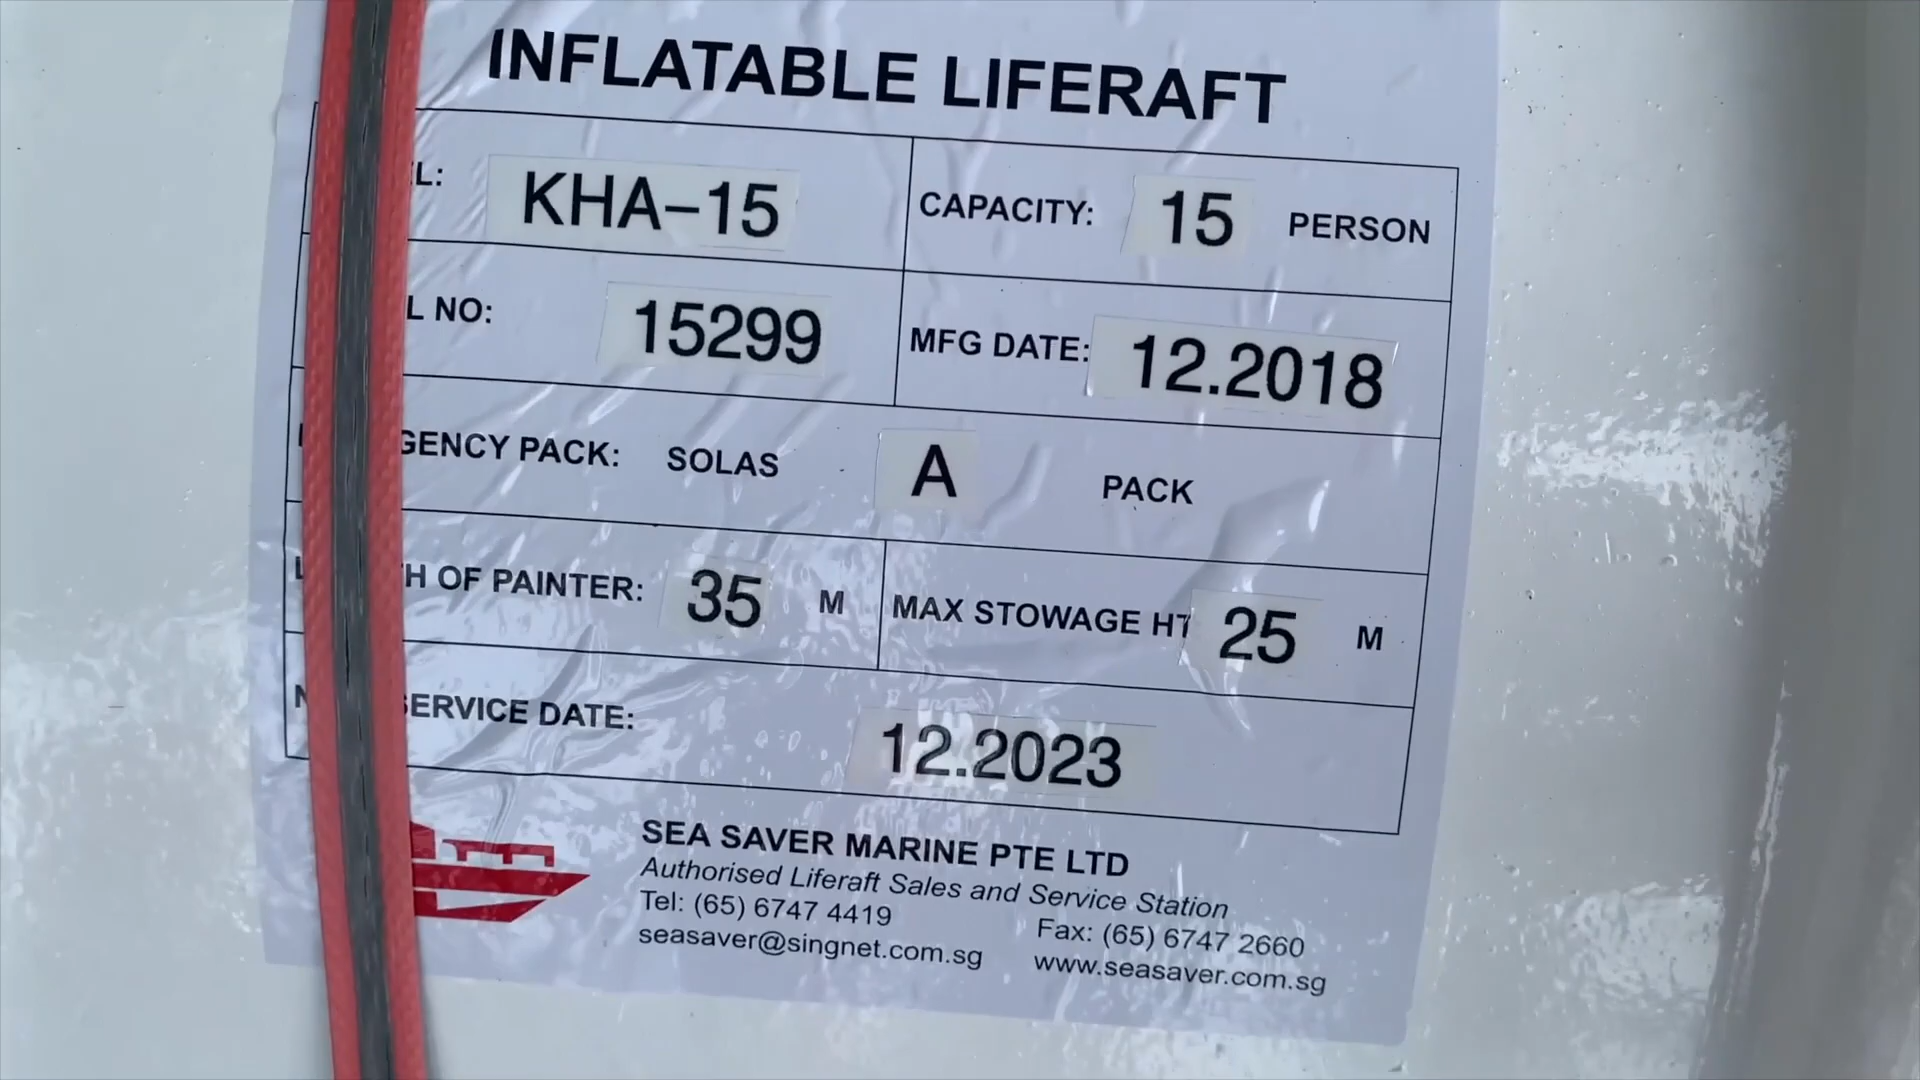 INFLATABLE LIFERAFT
L: KHA-15 CAPACITY: 15 PERSON
L NO: 15299 MFG DATE: 12.2018
GENCY PACK: SOLAS A PACK
H OF PAINTER: 35 M MAX STOWAGE HT 25 M
SERVICE DATE: 12.2023
SEA SAVER MARINE PTE LTD
Authorised Liferaft Sales and Service Station
Tel: (65) 6747 4419 Fax: (65) 6747 2660
seasaver@singnet.com.sg www.seasaver.com.sg